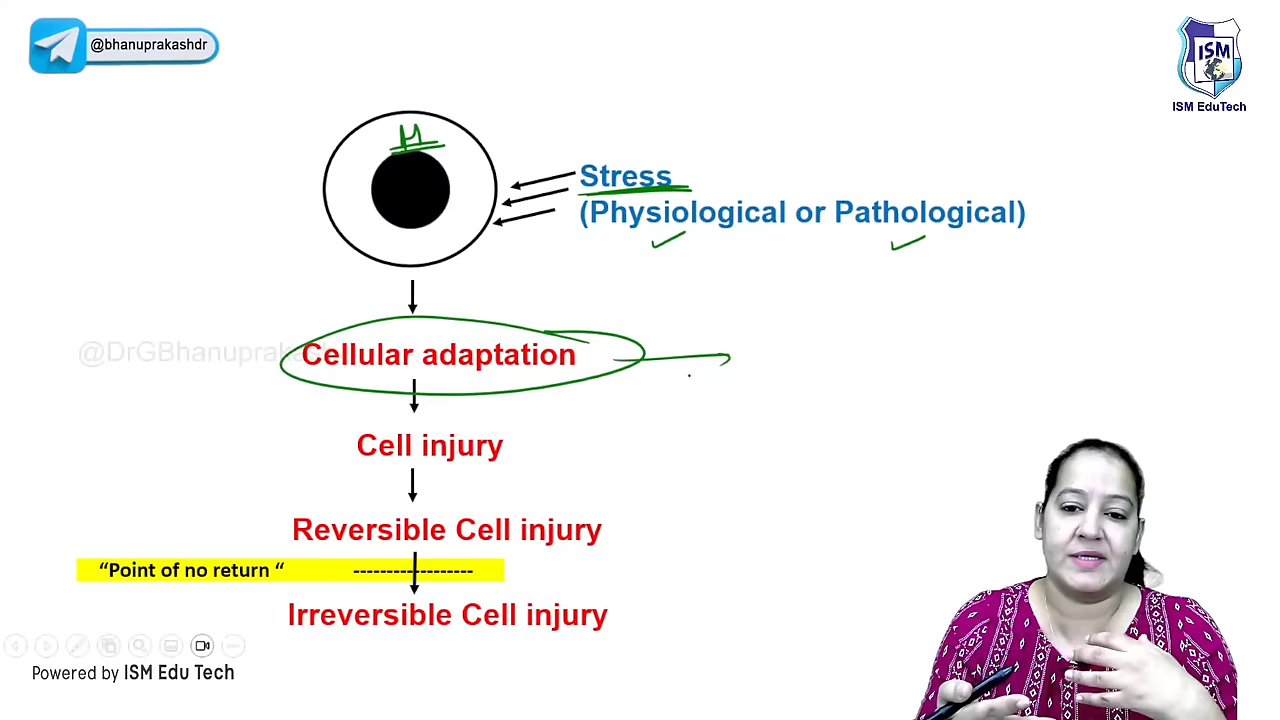 @bhanuprakashdr
ISM
ISM EduTech
H
Stress
(Physiological or Pathological)
@DrGBhanuprakash
Cellular adaptation
Cell injury
Reversible Cell injury
“Point of no return “ ------------------
Irreversible Cell injury
Powered by ISM Edu Tech